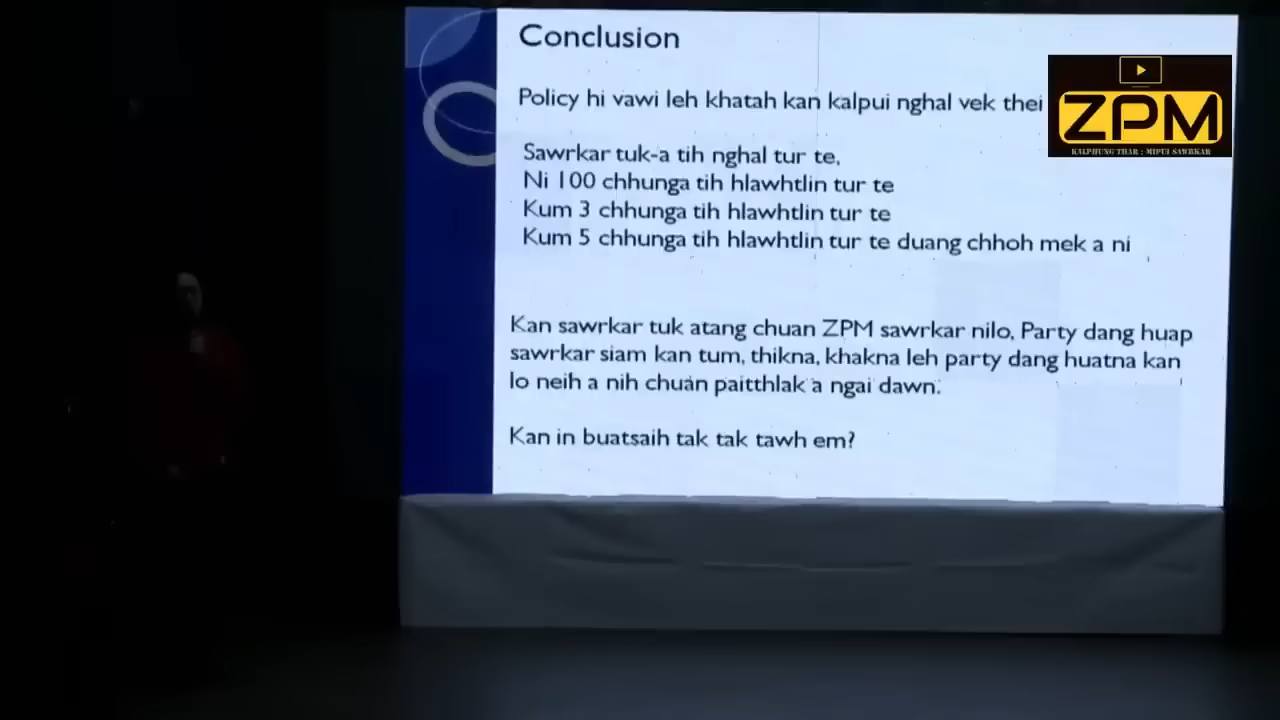 Conclusion
Policy hi vawi leh khatah kan kalpui nghal vek thei
ZPM
KALPHUNG THAR : MIPUI SAWRKAR
Sawrkar tuk-a tih nghal tur te,
Ni 100 chhunga tih hlawhtlin tur te
Kum 3 chhunga tih hlawhtlin tur te
Kum 5 chhunga tih hlawhtlin tur te duang chhoh mek a ni
Kan sawrkar tuk atang chuan ZPM sawrkar nilo, Party dang huap
sawrkar siam kan tum, thikna, khakna leh party dang huatna kan
lo neih a nih chuan paitthlak a ngai dawn.
Kan in buatsaih tak tak tawh em?